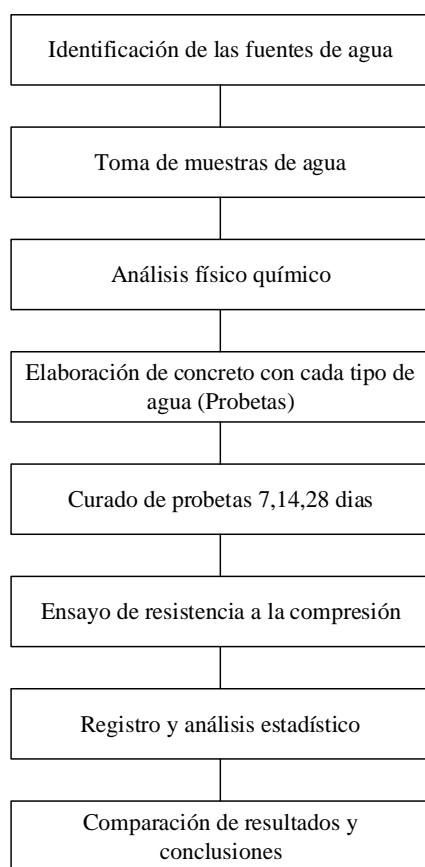 Identificación de las fuentes de agua
Toma de muestras de agua
Análisis físico químico
Elaboración de concreto con cada tipo de
agua (Probetas)
Curado de probetas 7,14,28 dias
Ensayo de resistencia a la compresión
Registro y análisis estadístico
Comparación de resultados y
conclusiones